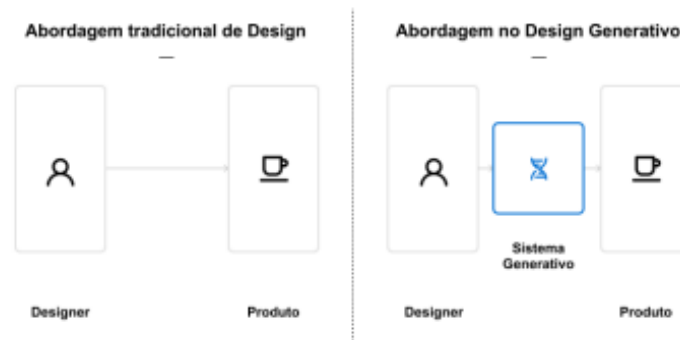 Abordagem tradicional de Design
—
Designer
Produto
Abordagem no Design Generativo
—
Sistema
Generativo
Designer
Produto